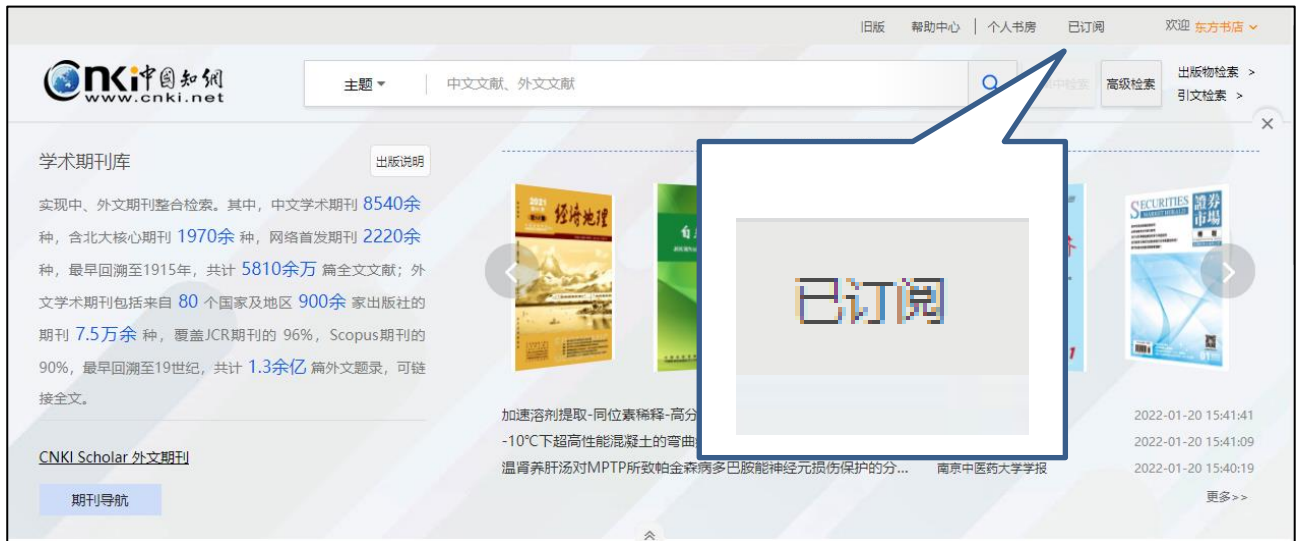 旧版 帮助中心 个人书房 已订阅 欢迎 东方书店
CNKI中国知网
www.cnki.net
主题 中文文献、外文文献
高级检索
出版物检索 >
引文检索 >
学术期刊库 出版说明
实现中、外文期刊整合检索。其中，中文学术期刊 8540余
种，含北大核心期刊 1970余 种，网络首发期刊 2220余
种，最早回溯至1915年，共计 5810余万 篇全文文献；外
文学术期刊包括来自 80 个国家及地区 900余 家出版社的
期刊 7.5万余 种，覆盖JCR期刊的 96%，Scopus期刊的
90%，最早回溯至19世纪，共计 1.3余亿 篇外文题录，可链
接全文。
CNKI Scholar 外文期刊
期刊导航
2021
经济地理
SECURITIES
MARKET HERALD
證券
市場
已订阅
加速溶剂提取-同位素稀释-高分
2022-01-20 15:41:41
-10℃下超高性能混凝土的弯曲
2022-01-20 15:41:09
温肾养肝汤对MPTP所致帕金森病多巴胺能神经元损伤保护的分... 南京中医药大学学报 2022-01-20 15:40:19
更多>>